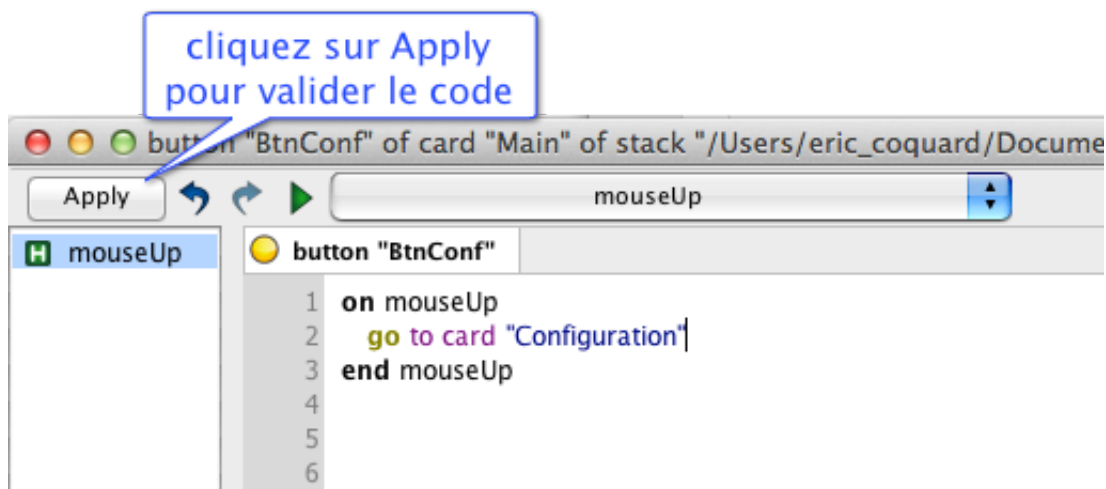 cliquez sur Apply
pour valider le code
button "BtnConf" of card "Main" of stack "/Users/eric_coquard/Docume
Apply
mouseUp
H mouseUp
button "BtnConf"
1 on mouseUp
2 go to card "Configuration"
3 end mouseUp
4
5
6